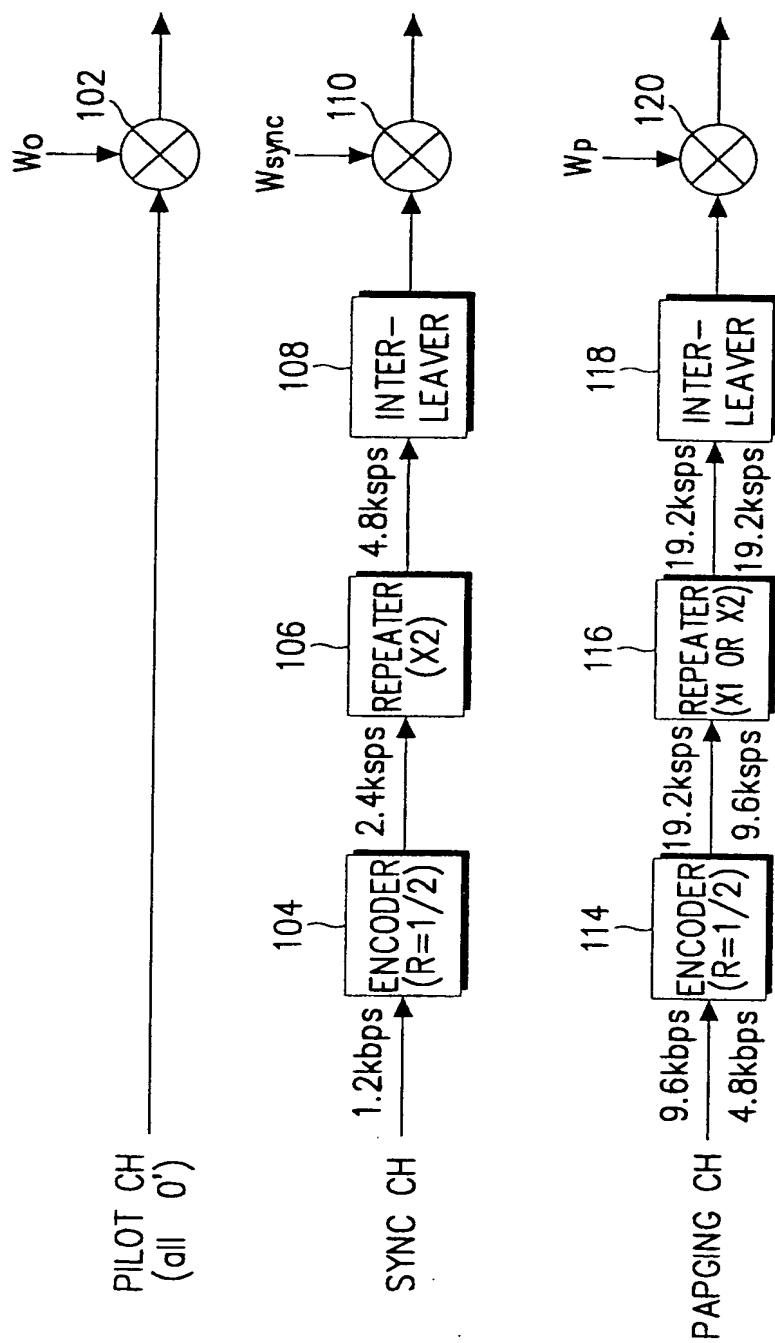 PILOT CH
(all 0')
Wo
102
SYNC CH
1.2kbps
104
ENCODER
(R=1/2)
2.4ksps
106
REPEATER
(X2)
4.8ksps
108
INTER-
LEAVER
Wsync
110
PAPGING CH
9.6kbps
4.8kbps
114
ENCODER
(R=1/2)
19.2ksps
9.6ksps
116
REPEATER
(X1 OR X2)
19.2ksps
19.2ksps
118
INTER-
LEAVER
Wp
120